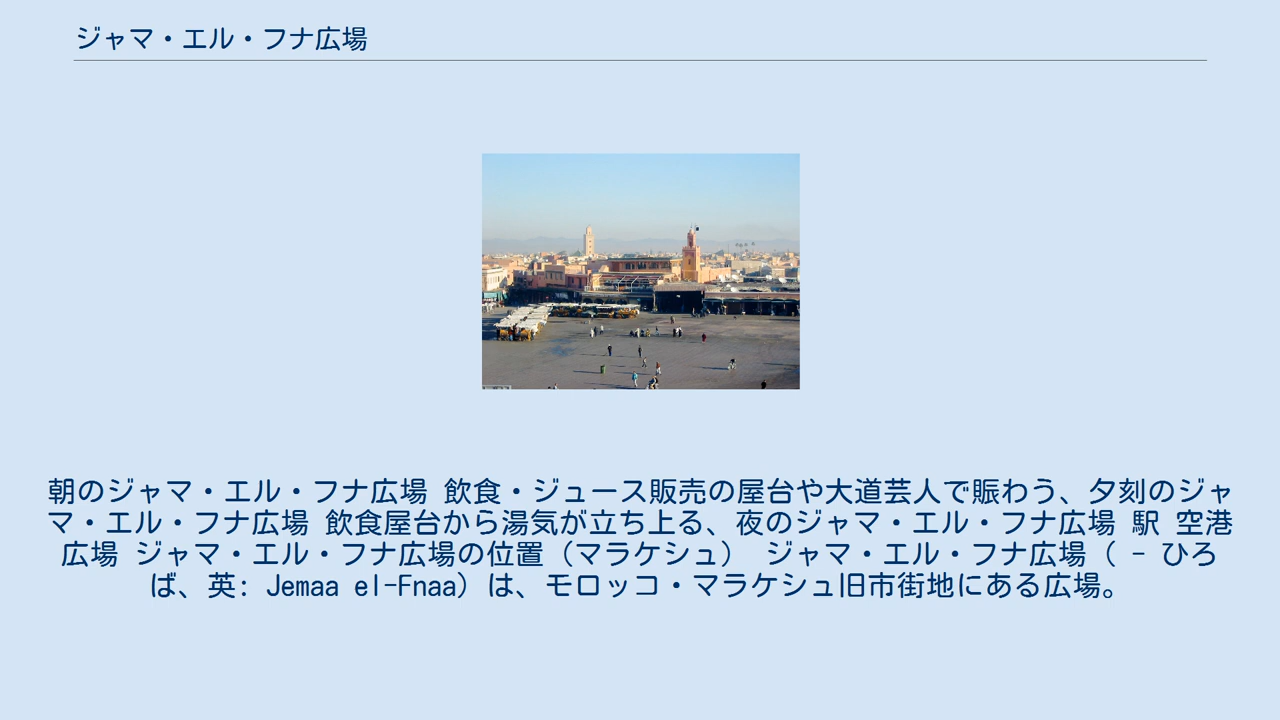 ジャマ・エル・フナ広場
朝のジャマ・エル・フナ広場 飲食・ジュース販売の屋台や大道芸人で賑わう、夕刻のジャ
マ・エル・フナ広場 飲食屋台から湯気が立ち上る、夜のジャマ・エル・フナ広場 駅 空港
広場 ジャマ・エル・フナ広場の位置（マラケシュ） ジャマ・エル・フナ広場（ - ひろ
ば、英: Jemaa el-Fnaa）は、モロッコ・マラケシュ旧市街地にある広場。